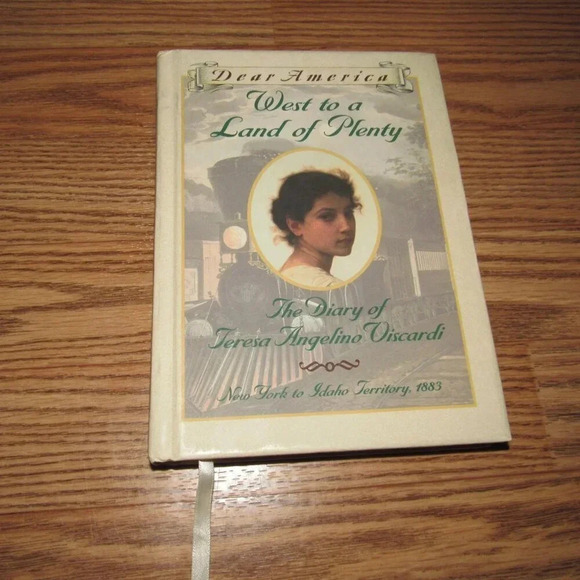 Dear America
West to a
Land of Plenty
The Diary of
Teresa Angelino Viscardi
New York to Idaho Territory, 1883